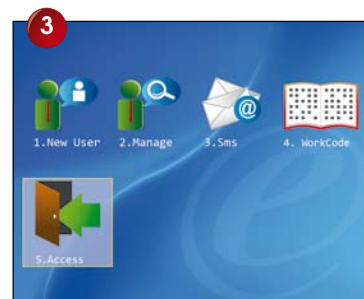 3
1.New User
2.Manage
3.Sms
4. WorkCode
5.Access